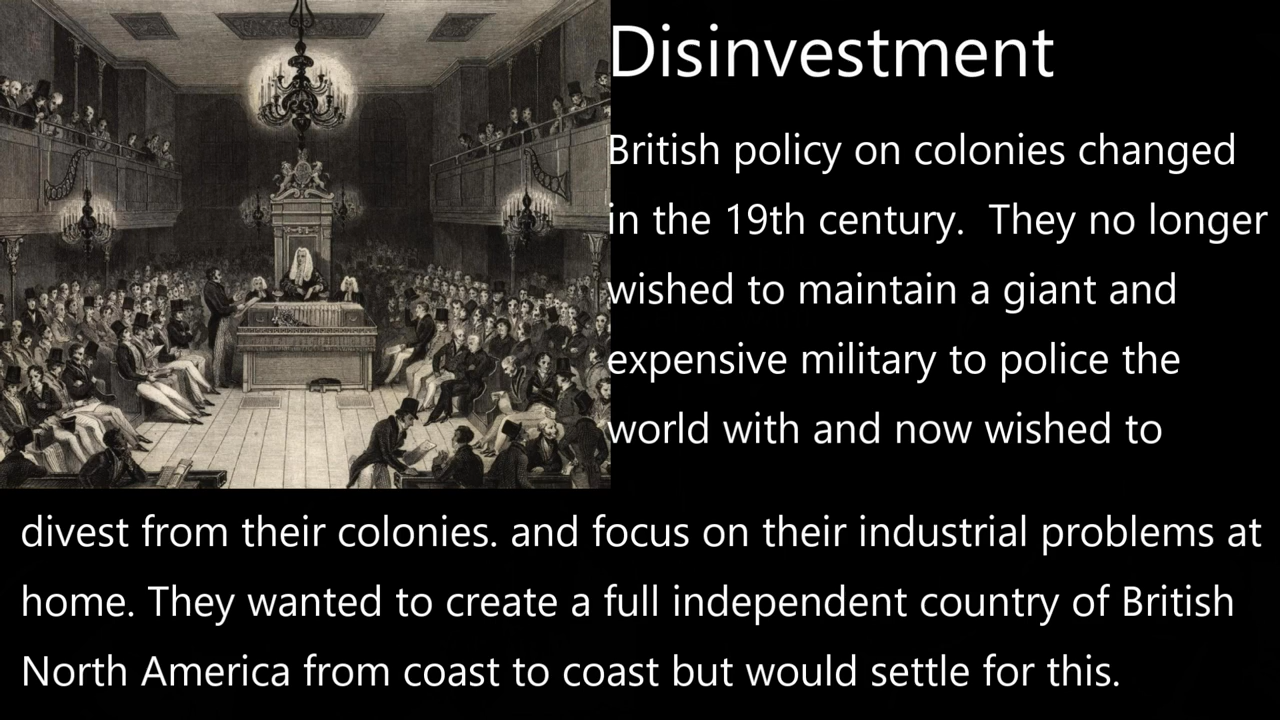 Disinvestment
British policy on colonies changed
in the 19th century.  They no longer
wished to maintain a giant and
expensive military to police the
world with and now wished to
divest from their colonies. and focus on their industrial problems at
home. They wanted to create a full independent country of British
North America from coast to coast but would settle for this.